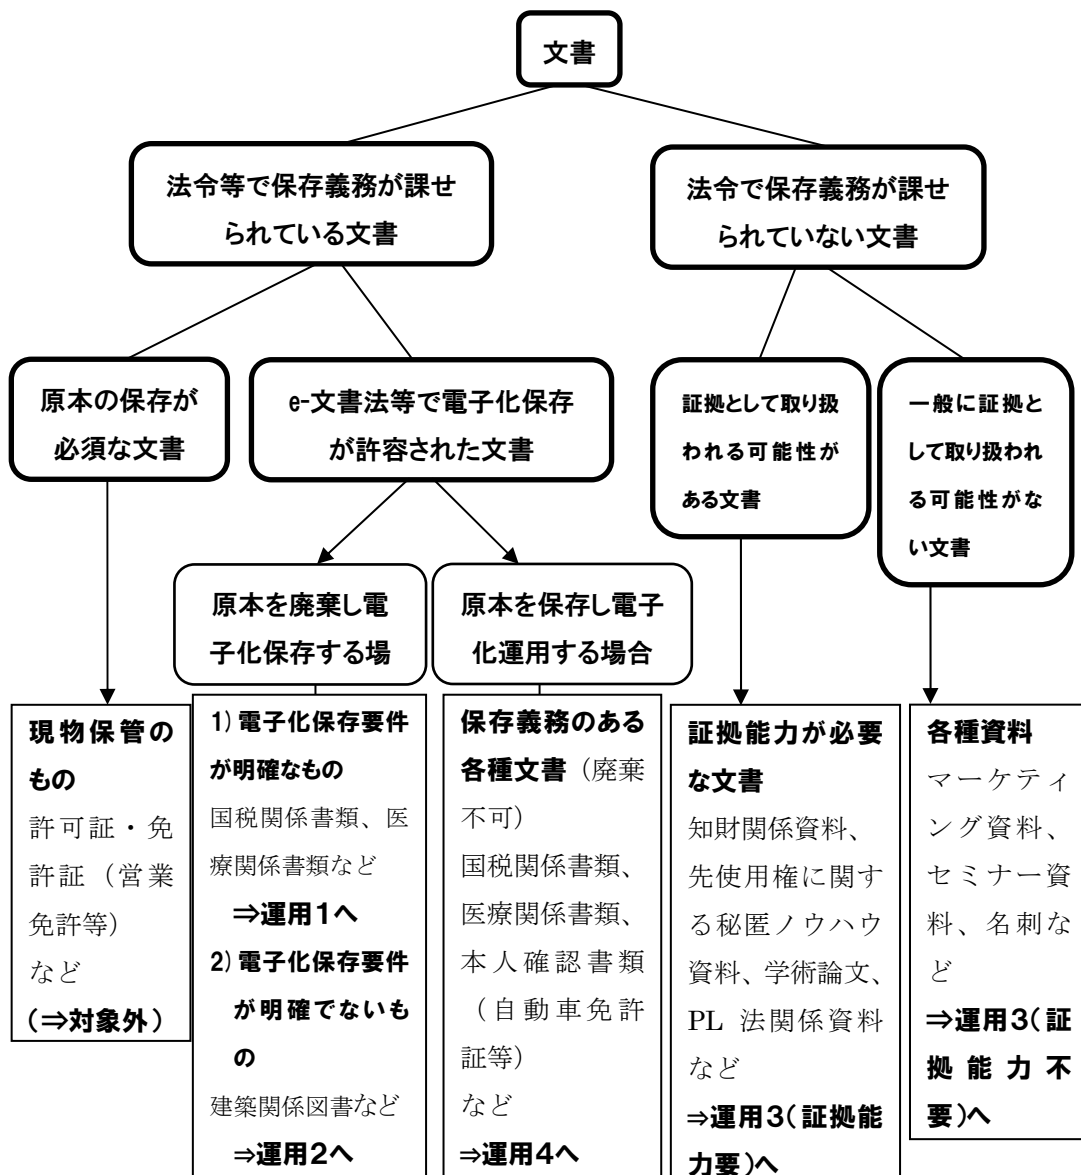 文書
法令等で保存義務が課せ
られている文書
法令で保存義務が課せ
られていない文書
原本の保存が
必須な文書
e-文書法等で電子化保存
が許容された文書
証拠として取り扱
われる可能性が
ある文書
一般に証拠と
して取り扱われ
る可能性がな
い文書
原本を廃棄し電
子化保存する場
原本を保存し電子
化運用する場合
現物保管の
もの
許可証・免
許証（営業
免許等）
など
（⇒対象外）
1) 電子化保存要件
が明確なもの
国税関係書類、医
療関係書類など
⇒運用1へ
2) 電子化保存要件
が明確でないも
の
建築関係図書など
⇒運用2へ
保存義務のある
各種文書（廃棄
不可）
国税関係書類、
医療関係書類、
本人確認書類
（自動車免許
証等）
など
⇒運用4へ
証拠能力が必要
な文書
知財関係資料、
先使用権に関す
る秘匿ノウハウ
資料、学術論文、
PL 法関係資料
など
⇒運用3（証拠能
力要）へ
各種資料
マーケティ
ング資料、
セミナー資
料、名刺な
ど
⇒運用3（証
拠能力不
要）へ